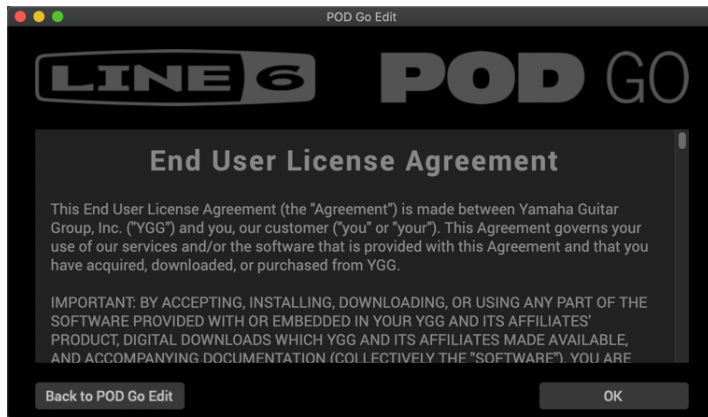 POD Go Edit
LINE 6 POD GO
End User License Agreement
This End User License Agreement (the "Agreement") is made between Yamaha Guitar
Group, Inc. ("YGG") and you, our customer ("you" or "your"). This Agreement governs your
use of our services and/or the software that is provided with this Agreement and that you
have acquired, downloaded, or purchased from YGG.
IMPORTANT: BY ACCEPTING, INSTALLING, DOWNLOADING, OR USING ANY PART OF THE
SOFTWARE PROVIDED WITH OR EMBEDDED IN YOUR YGG AND ITS AFFILIATES'
PRODUCT, DIGITAL DOWNLOADS WHICH YGG AND ITS AFFILIATES MADE AVAILABLE,
AND ACCOMPANYING DOCUMENTATION (COLLECTIVELY THE "SOFTWARE"), YOU ARE
Back to POD Go Edit
OK